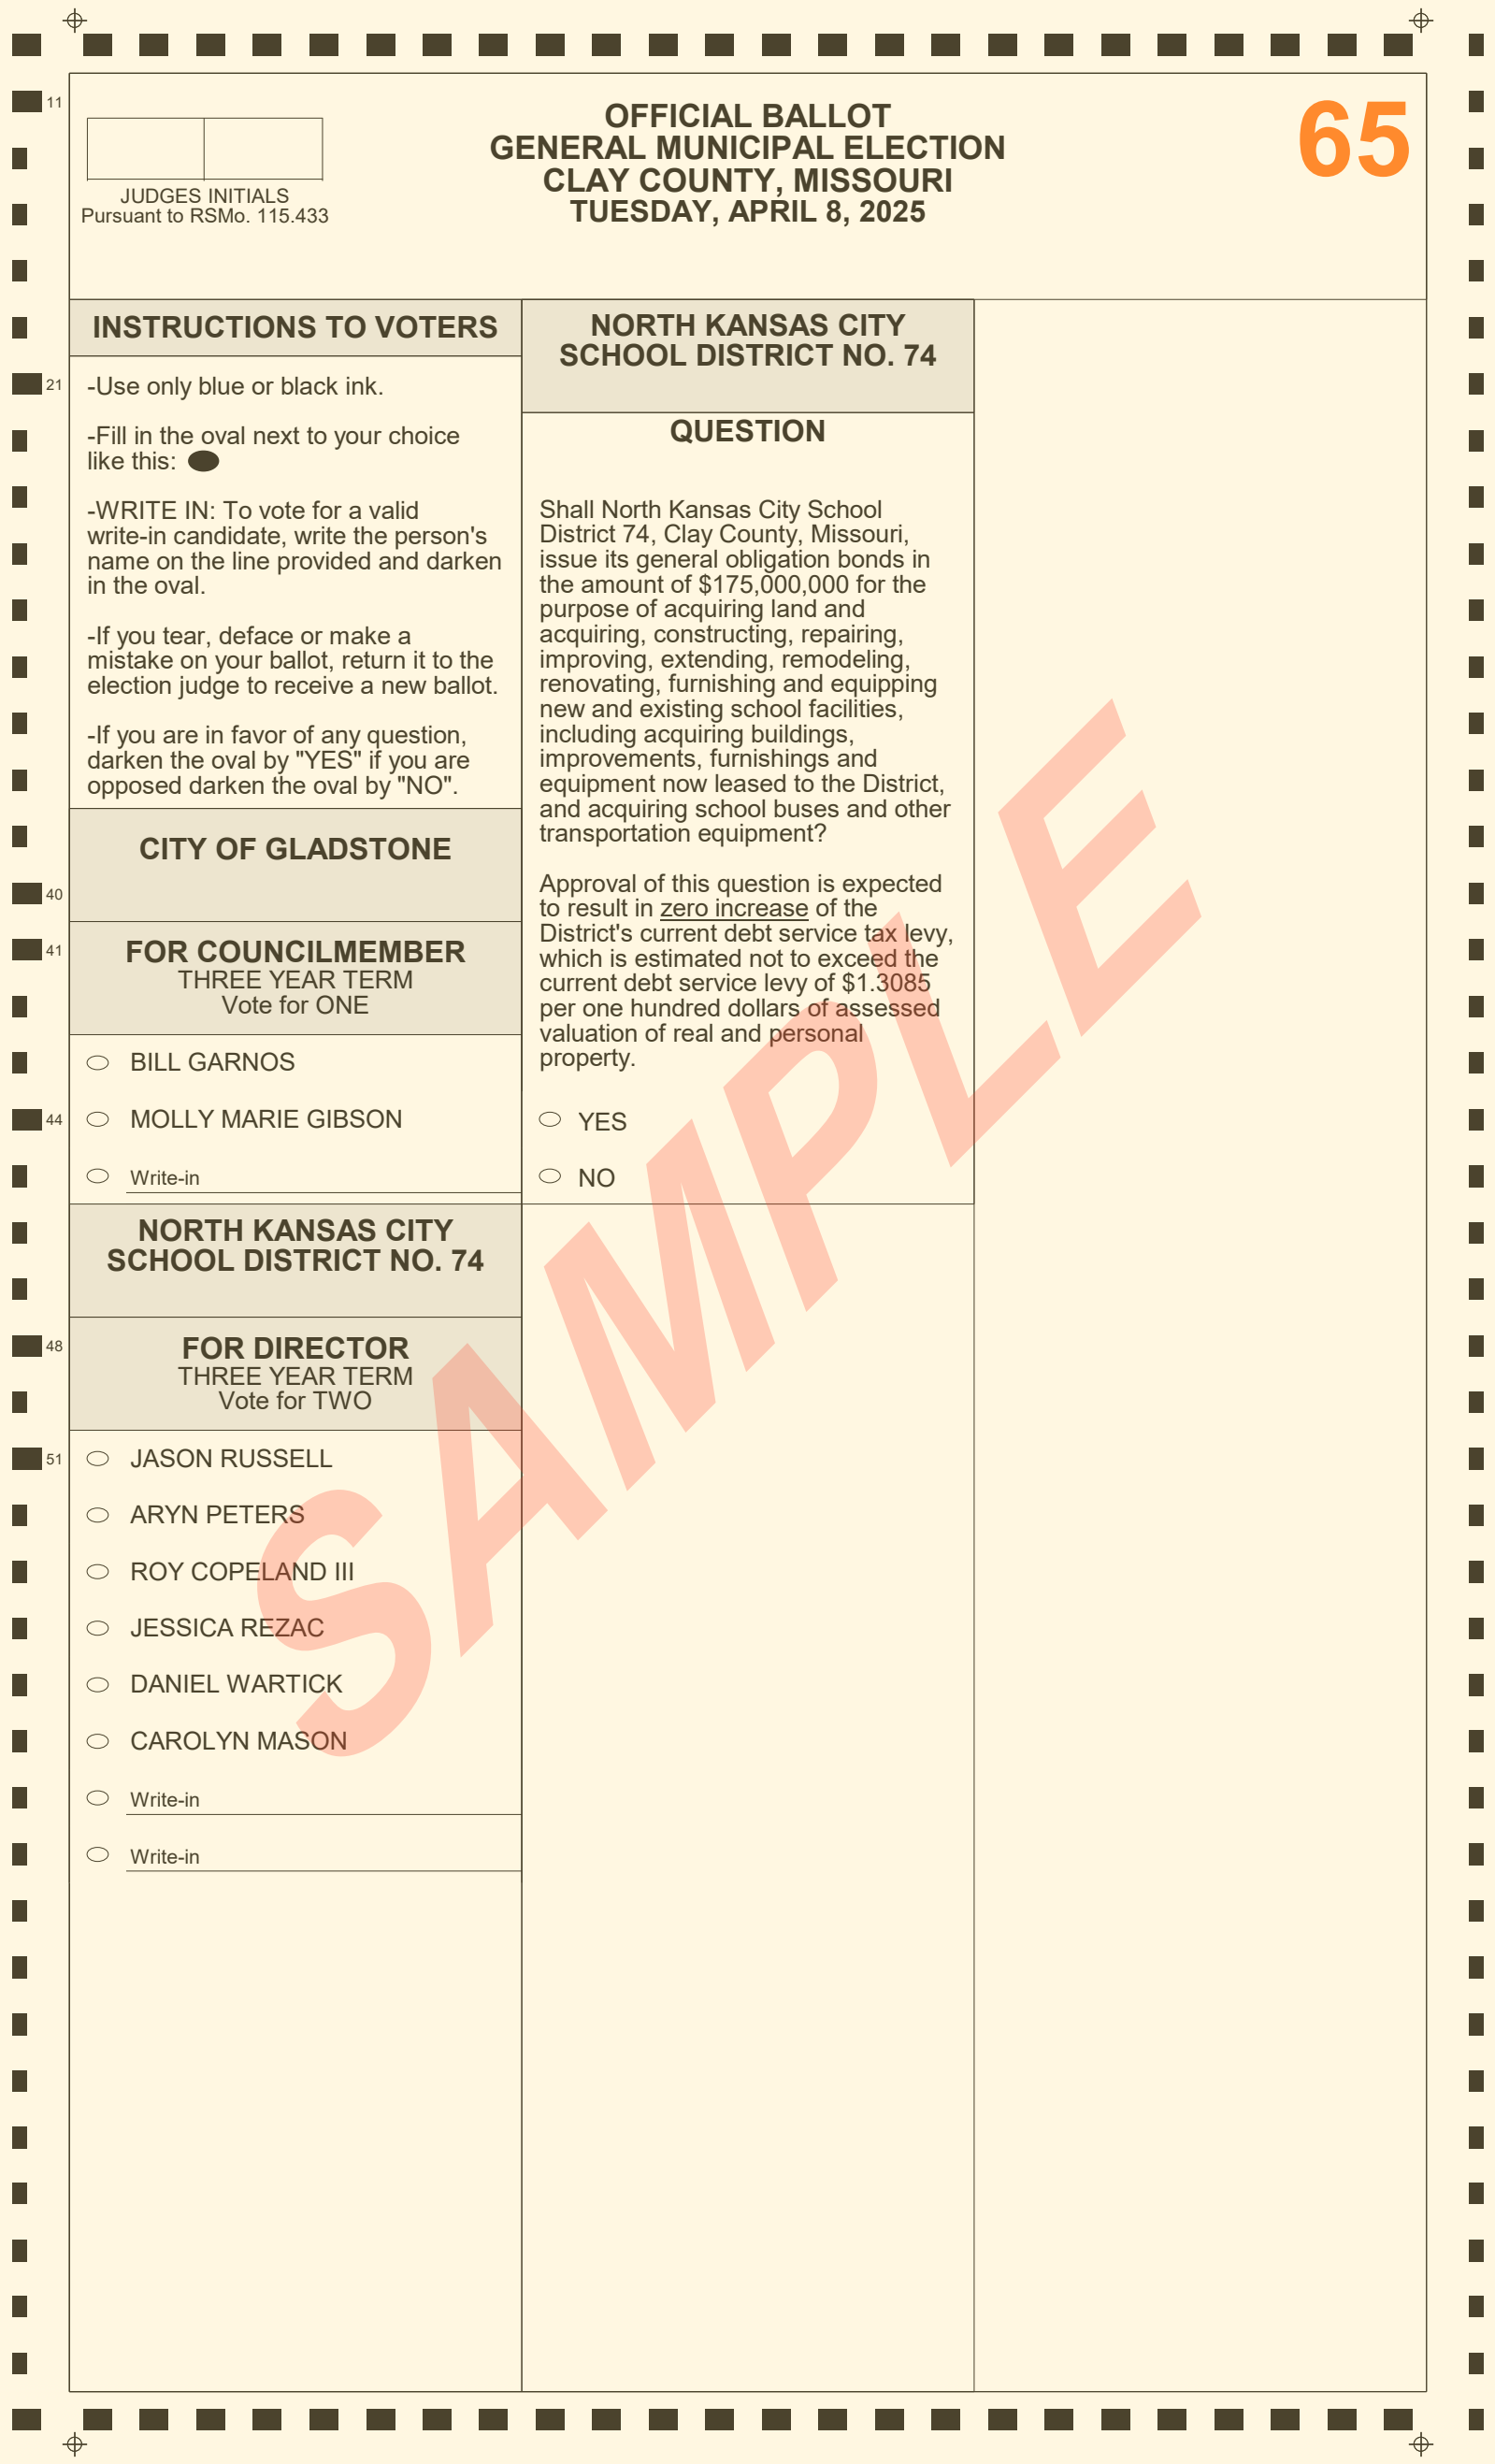 11
OFFICIAL BALLOT
GENERAL MUNICIPAL ELECTION
CLAY COUNTY, MISSOURI
TUESDAY, APRIL 8, 2025
65
JUDGES INITIALS
Pursuant to RSMo. 115.433
INSTRUCTIONS TO VOTERS
21
-Use only blue or black ink.
-Fill in the oval next to your choice
like this:
-WRITE IN: To vote for a valid
write-in candidate, write the person's
name on the line provided and darken
in the oval.
-If you tear, deface or make a
mistake on your ballot, return it to the
election judge to receive a new ballot.
-If you are in favor of any question,
darken the oval by "YES" if you are
opposed darken the oval by "NO".
CITY OF GLADSTONE
40
41
FOR COUNCILMEMBER
THREE YEAR TERM
Vote for ONE
BILL GARNOS
44
MOLLY MARIE GIBSON
Write-in
NORTH KANSAS CITY
SCHOOL DISTRICT NO. 74
48
FOR DIRECTOR
THREE YEAR TERM
Vote for TWO
51
JASON RUSSELL
ARYN PETERS
ROY COPELAND III
JESSICA REZAC
DANIEL WARTICK
CAROLYN MASON
Write-in
Write-in
NORTH KANSAS CITY
SCHOOL DISTRICT NO. 74
QUESTION
Shall North Kansas City School
District 74, Clay County, Missouri,
issue its general obligation bonds in
the amount of $175,000,000 for the
purpose of acquiring land and
acquiring, constructing, repairing,
improving, extending, remodeling,
renovating, furnishing and equipping
new and existing school facilities,
including acquiring buildings,
improvements, furnishings and
equipment now leased to the District,
and acquiring school buses and other
transportation equipment?
Approval of this question is expected
to result in zero increase of the
District's current debt service tax levy,
which is estimated not to exceed the
current debt service levy of $1.3085
per one hundred dollars of assessed
valuation of real and personal
property.
YES
NO
SAMPLE